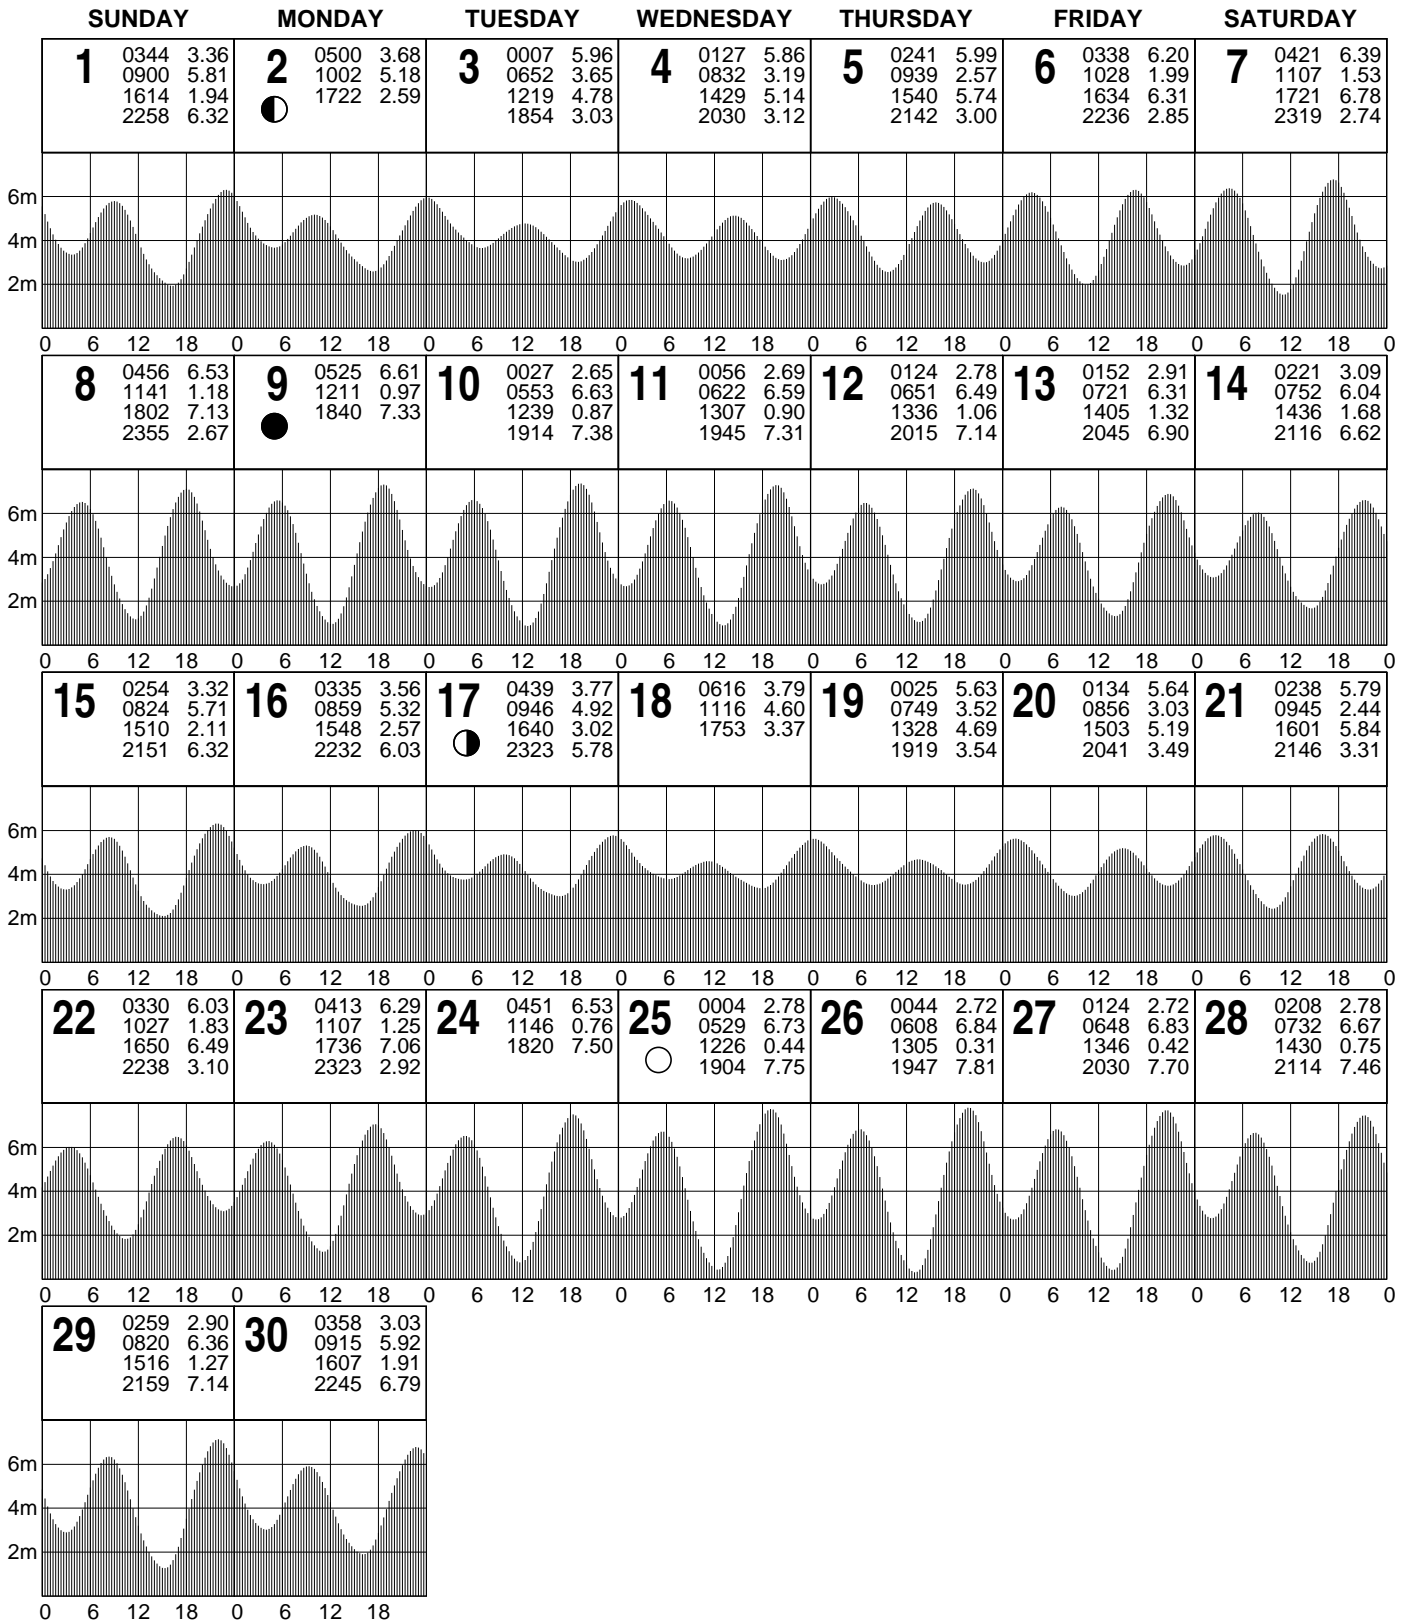 SUNDAY MONDAY TUESDAY WEDNESDAY THURSDAY FRIDAY SATURDAY
1 0344 3.36 2 0500 3.68 3 0007 5.96 4 0127 5.86 5 0241 5.99 6 0338 6.20 7 0421 6.39
0900 5.81 1002 5.18 0652 3.65 0832 3.19 0939 2.57 1028 1.99 1107 1.53
1614 1.94 1722 2.59 1219 4.78 1429 5.14 1540 5.74 1634 6.31 1721 6.78
2258 6.32 1854 3.03 2030 3.12 2142 3.00 2236 2.85 2319 2.74
6m
4m
2m
0 6 12 18 0 6 12 18 0 6 12 18 0 6 12 18 0 6 12 18 0 6 12 18 0 6 12 18 0
8 0456 6.53 9 0525 6.61 10 0027 2.65 11 0056 2.69 12 0124 2.78 13 0152 2.91 14 0221 3.09
1141 1.18 1211 0.97 0553 6.63 0622 6.59 0651 6.49 0721 6.31 0752 6.04
1802 7.13 1840 7.33 1239 0.87 1307 0.90 1336 1.06 1405 1.32 1436 1.68
2355 2.67 1914 7.38 1945 7.31 2015 7.14 2045 6.90 2116 6.62
6m
4m
2m
0 6 12 18 0 6 12 18 0 6 12 18 0 6 12 18 0 6 12 18 0 6 12 18 0 6 12 18 0
15 0254 3.32 16 0335 3.56 17 0439 3.77 18 0616 3.79 19 0025 5.63 20 0134 5.64 21 0238 5.79
0824 5.71 0859 5.32 0946 4.92 1116 4.60 0749 3.52 0856 3.03 0945 2.44
1510 2.11 1548 2.57 1640 3.02 1753 3.37 1328 4.69 1503 5.19 1601 5.84
2151 6.32 2232 6.03 2323 5.78 1919 3.54 2041 3.49 2146 3.31
6m
4m
2m
0 6 12 18 0 6 12 18 0 6 12 18 0 6 12 18 0 6 12 18 0 6 12 18 0 6 12 18 0
22 0330 6.03 23 0413 6.29 24 0451 6.53 25 0004 2.78 26 0044 2.72 27 0124 2.72 28 0208 2.78
1027 1.83 1107 1.25 1146 0.76 0529 6.73 0608 6.84 0648 6.83 0732 6.67
1650 6.49 1736 7.06 1820 7.50 1226 0.44 1305 0.31 1346 0.42 1430 0.75
2238 3.10 2323 2.92 1904 7.75 1947 7.81 2030 7.70 2114 7.46
6m
4m
2m
0 6 12 18 0 6 12 18 0 6 12 18 0 6 12 18 0 6 12 18 0 6 12 18 0 6 12 18 0
29 0259 2.90 30 0358 3.03
0820 6.36 0915 5.92
1516 1.27 1607 1.91
2159 7.14 2245 6.79
6m
4m
2m
0 6 12 18 0 6 12 18